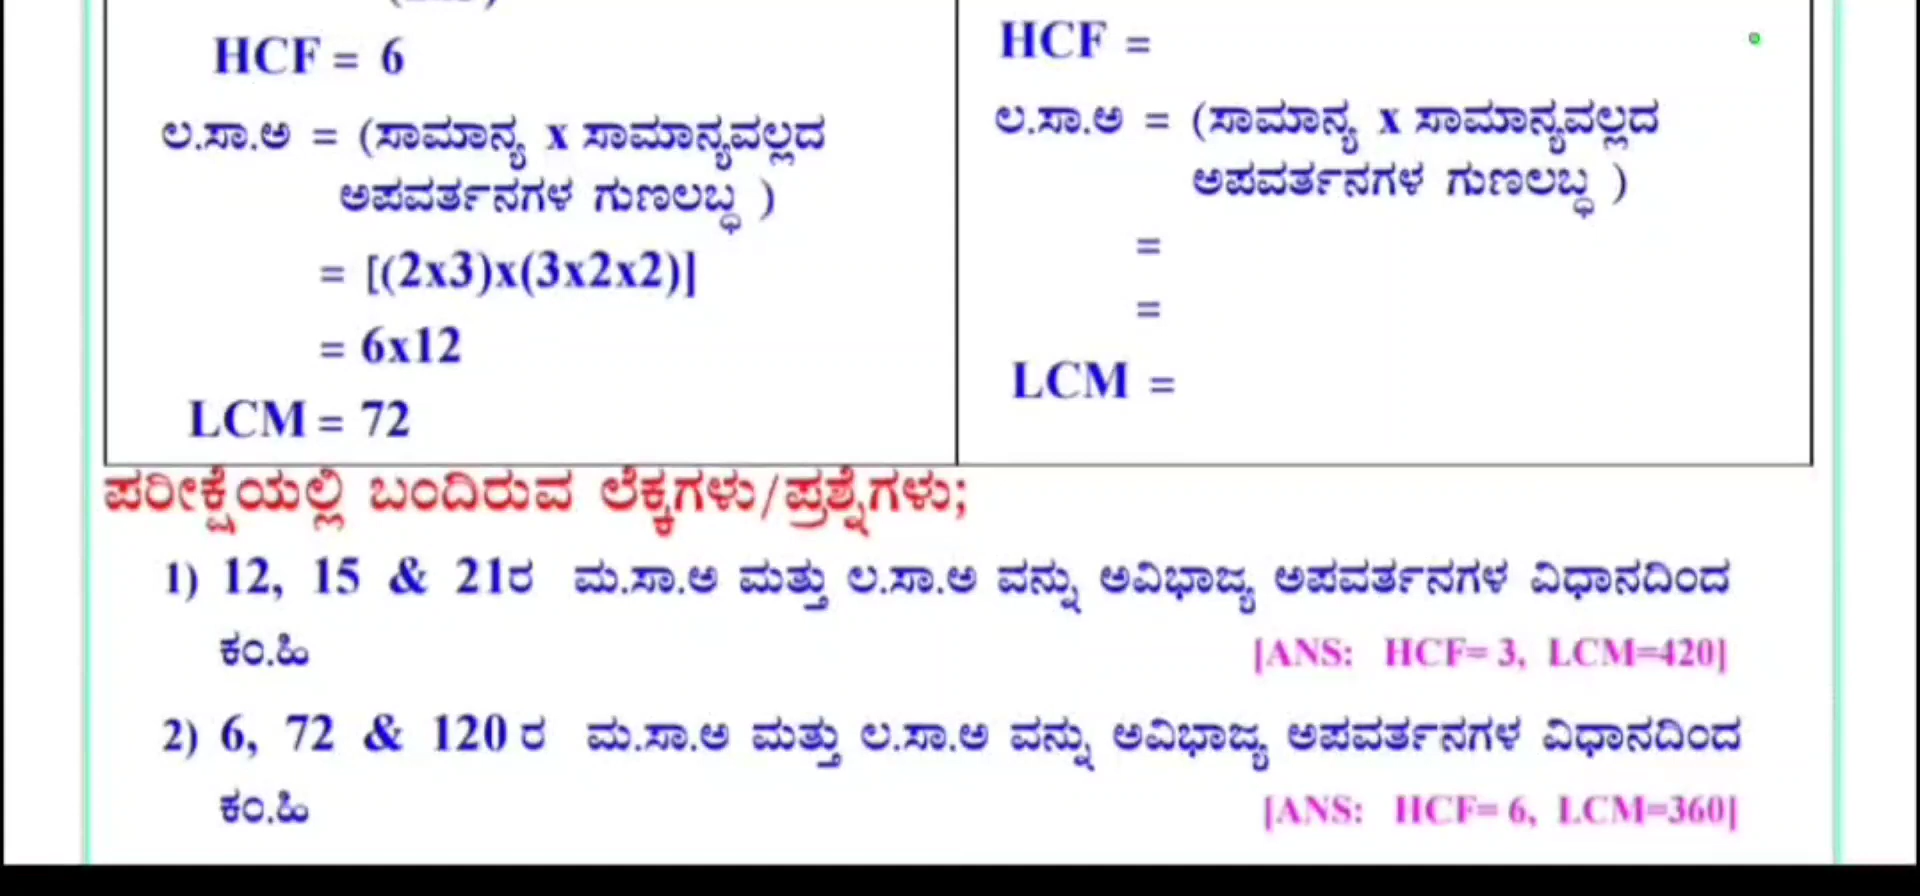 HCF = 6
ಲ.ಸಾ.ಅ = (ಸಾಮಾನ್ಯ x ಸಾಮಾನ್ಯವಲ್ಲದ
ಅಪವರ್ತನಗಳ ಗುಣಲಬ್ಧ )
= [(2x3)x(3x2x2)]
= 6x12
LCM = 72
HCF =
ಲ.ಸಾ.ಅ = (ಸಾಮಾನ್ಯ x ಸಾಮಾನ್ಯವಲ್ಲದ
ಅಪವರ್ತನಗಳ ಗುಣಲಬ್ಧ )
=
=
LCM =
ಪರೀಕ್ಷೆಯಲ್ಲಿ ಬಂದಿರುವ ಲೆಕ್ಕಗಳು/ಪ್ರಶ್ನೆಗಳು;
1) 12, 15 & 21ರ ಮ.ಸಾ.ಅ ಮತ್ತು ಲ.ಸಾ.ಅ ವನ್ನು ಅವಿಭಾಜ್ಯ ಅಪವರ್ತನಗಳ ವಿಧಾನದಿಂದ
ಕಂ.ಹಿ [ANS: HCF= 3, LCM=420]
2) 6, 72 & 120 ರ ಮ.ಸಾ.ಅ ಮತ್ತು ಲ.ಸಾ.ಅ ವನ್ನು ಅವಿಭಾಜ್ಯ ಅಪವರ್ತನಗಳ ವಿಧಾನದಿಂದ
ಕಂ.ಹಿ [ANS: HCF= 6, LCM=360]